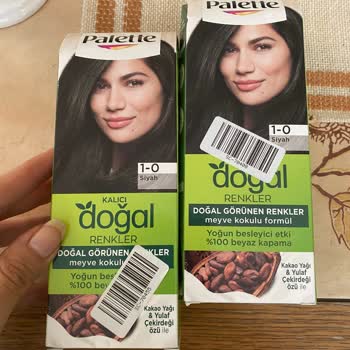 Palette
1-0
Siyah
KALICI
doğal
RENKLER
DOĞAL GÖRÜNEN RENKLER
meyve kokulu
Yoğun besleyici
%100 beyaz
Kakao Yağı
& Yulaf
Çekirdeği
özü ile
Palette
1-0
Siyah
doğal
RENKLER
DOĞAL GÖRÜNEN RENKLER
meyve kokulu formül
Yoğun besleyici etki
%100 beyaz kapama
Kakao Yağı
& Yulaf
Çekirdeği
özü ile